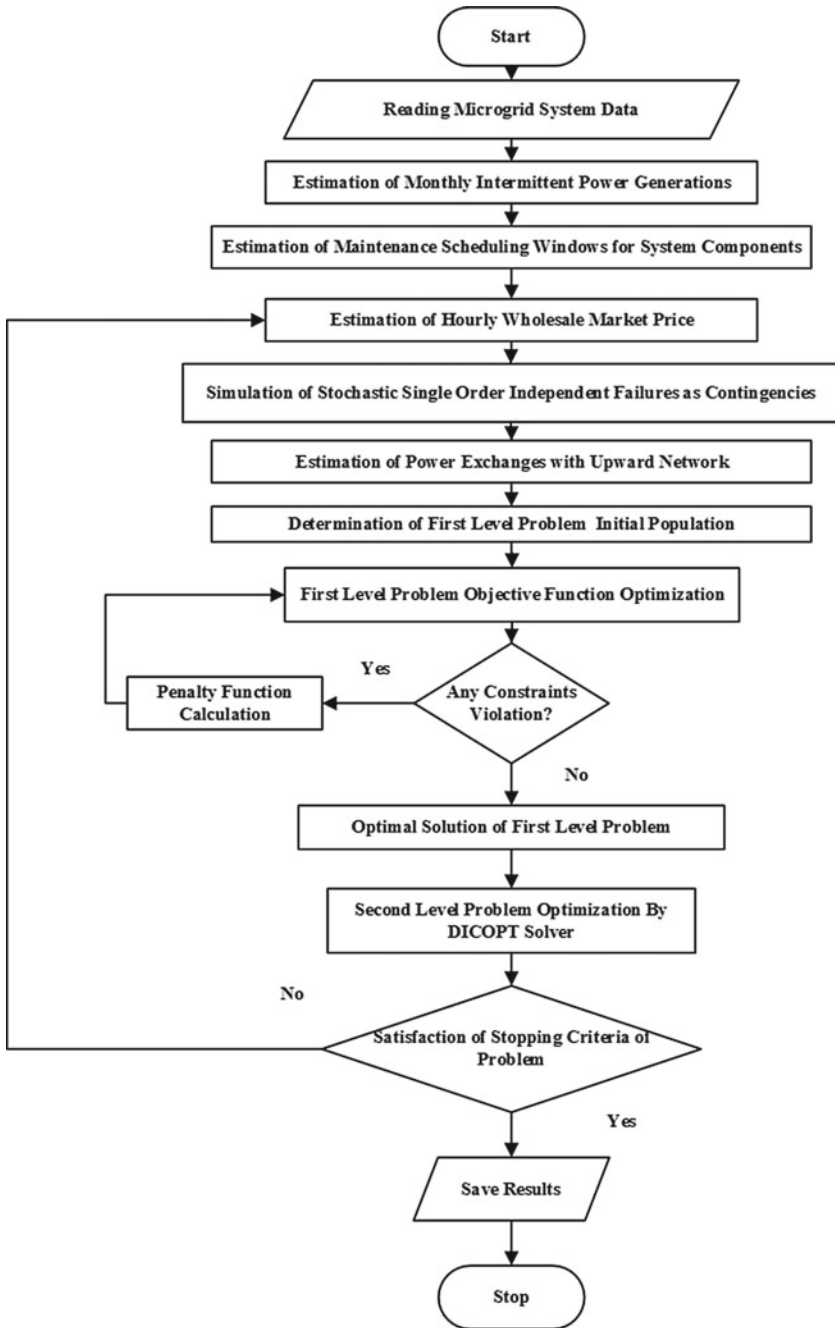 Start
Reading Microgrid System Data
Estimation of Monthly Intermittent Power Generations
Estimation of Maintenance Scheduling Windows for System Components
Estimation of Hourly Wholesale Market Price
Simulation of Stochastic Single Order Independent Failures as Contingencies
Estimation of Power Exchanges with Upward Network
Determination of First Level Problem Initial Population
First Level Problem Objective Function Optimization
Yes
Penalty Function
Calculation
Any Constraints
Violation?
No
Optimal Solution of First Level Problem
Second Level Problem Optimization By
DICOPT Solver
No
Satisfaction of Stopping Criteria of
Problem
Yes
Save Results
Stop